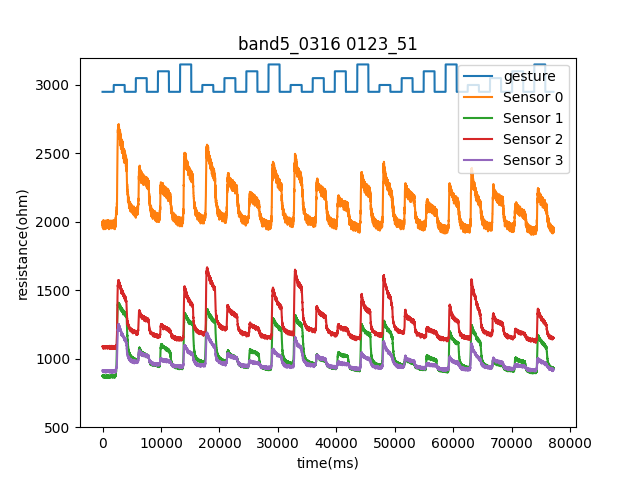 band5_0316 0123_51
gesture
Sensor 0
Sensor 1
Sensor 2
Sensor 3
3000
2500
2000
1500
1000
500
resistance(ohm)
0 10000 20000 30000 40000 50000 60000 70000 80000
time(ms)